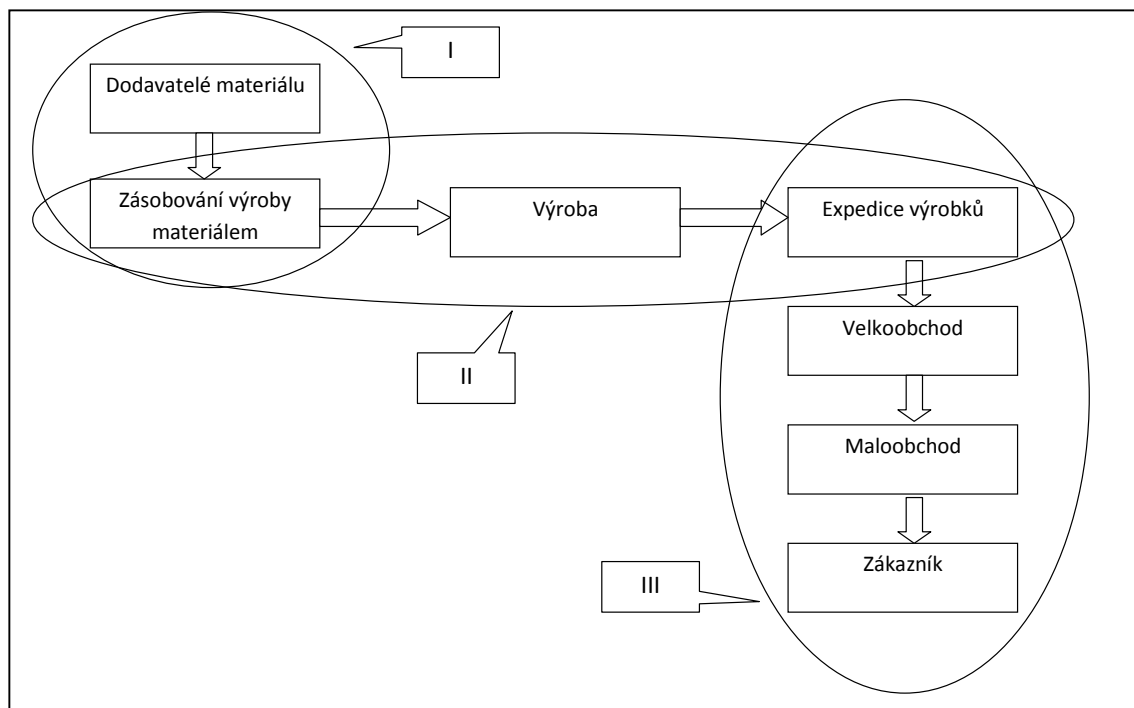 I
Dodavatelé materiálu
Zásobování výroby
materiálem
Výroba
Expedice výrobků
Velkoobchod
II
Maloobchod
Zákazník
III